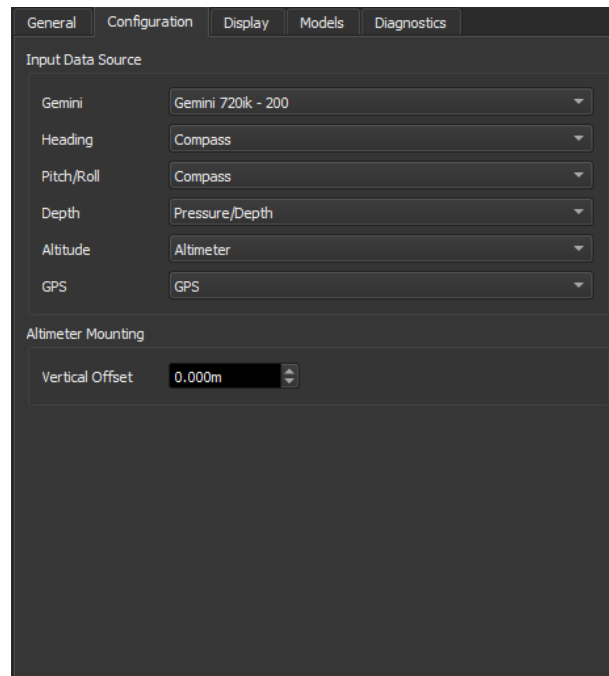 General Configuration Display Models Diagnostics
Input Data Source
Gemini Gemini 720ik - 200
Heading Compass
Pitch/Roll Compass
Depth Pressure/Depth
Altitude Altimeter
GPS GPS
Altimeter Mounting
Vertical Offset 0.000m